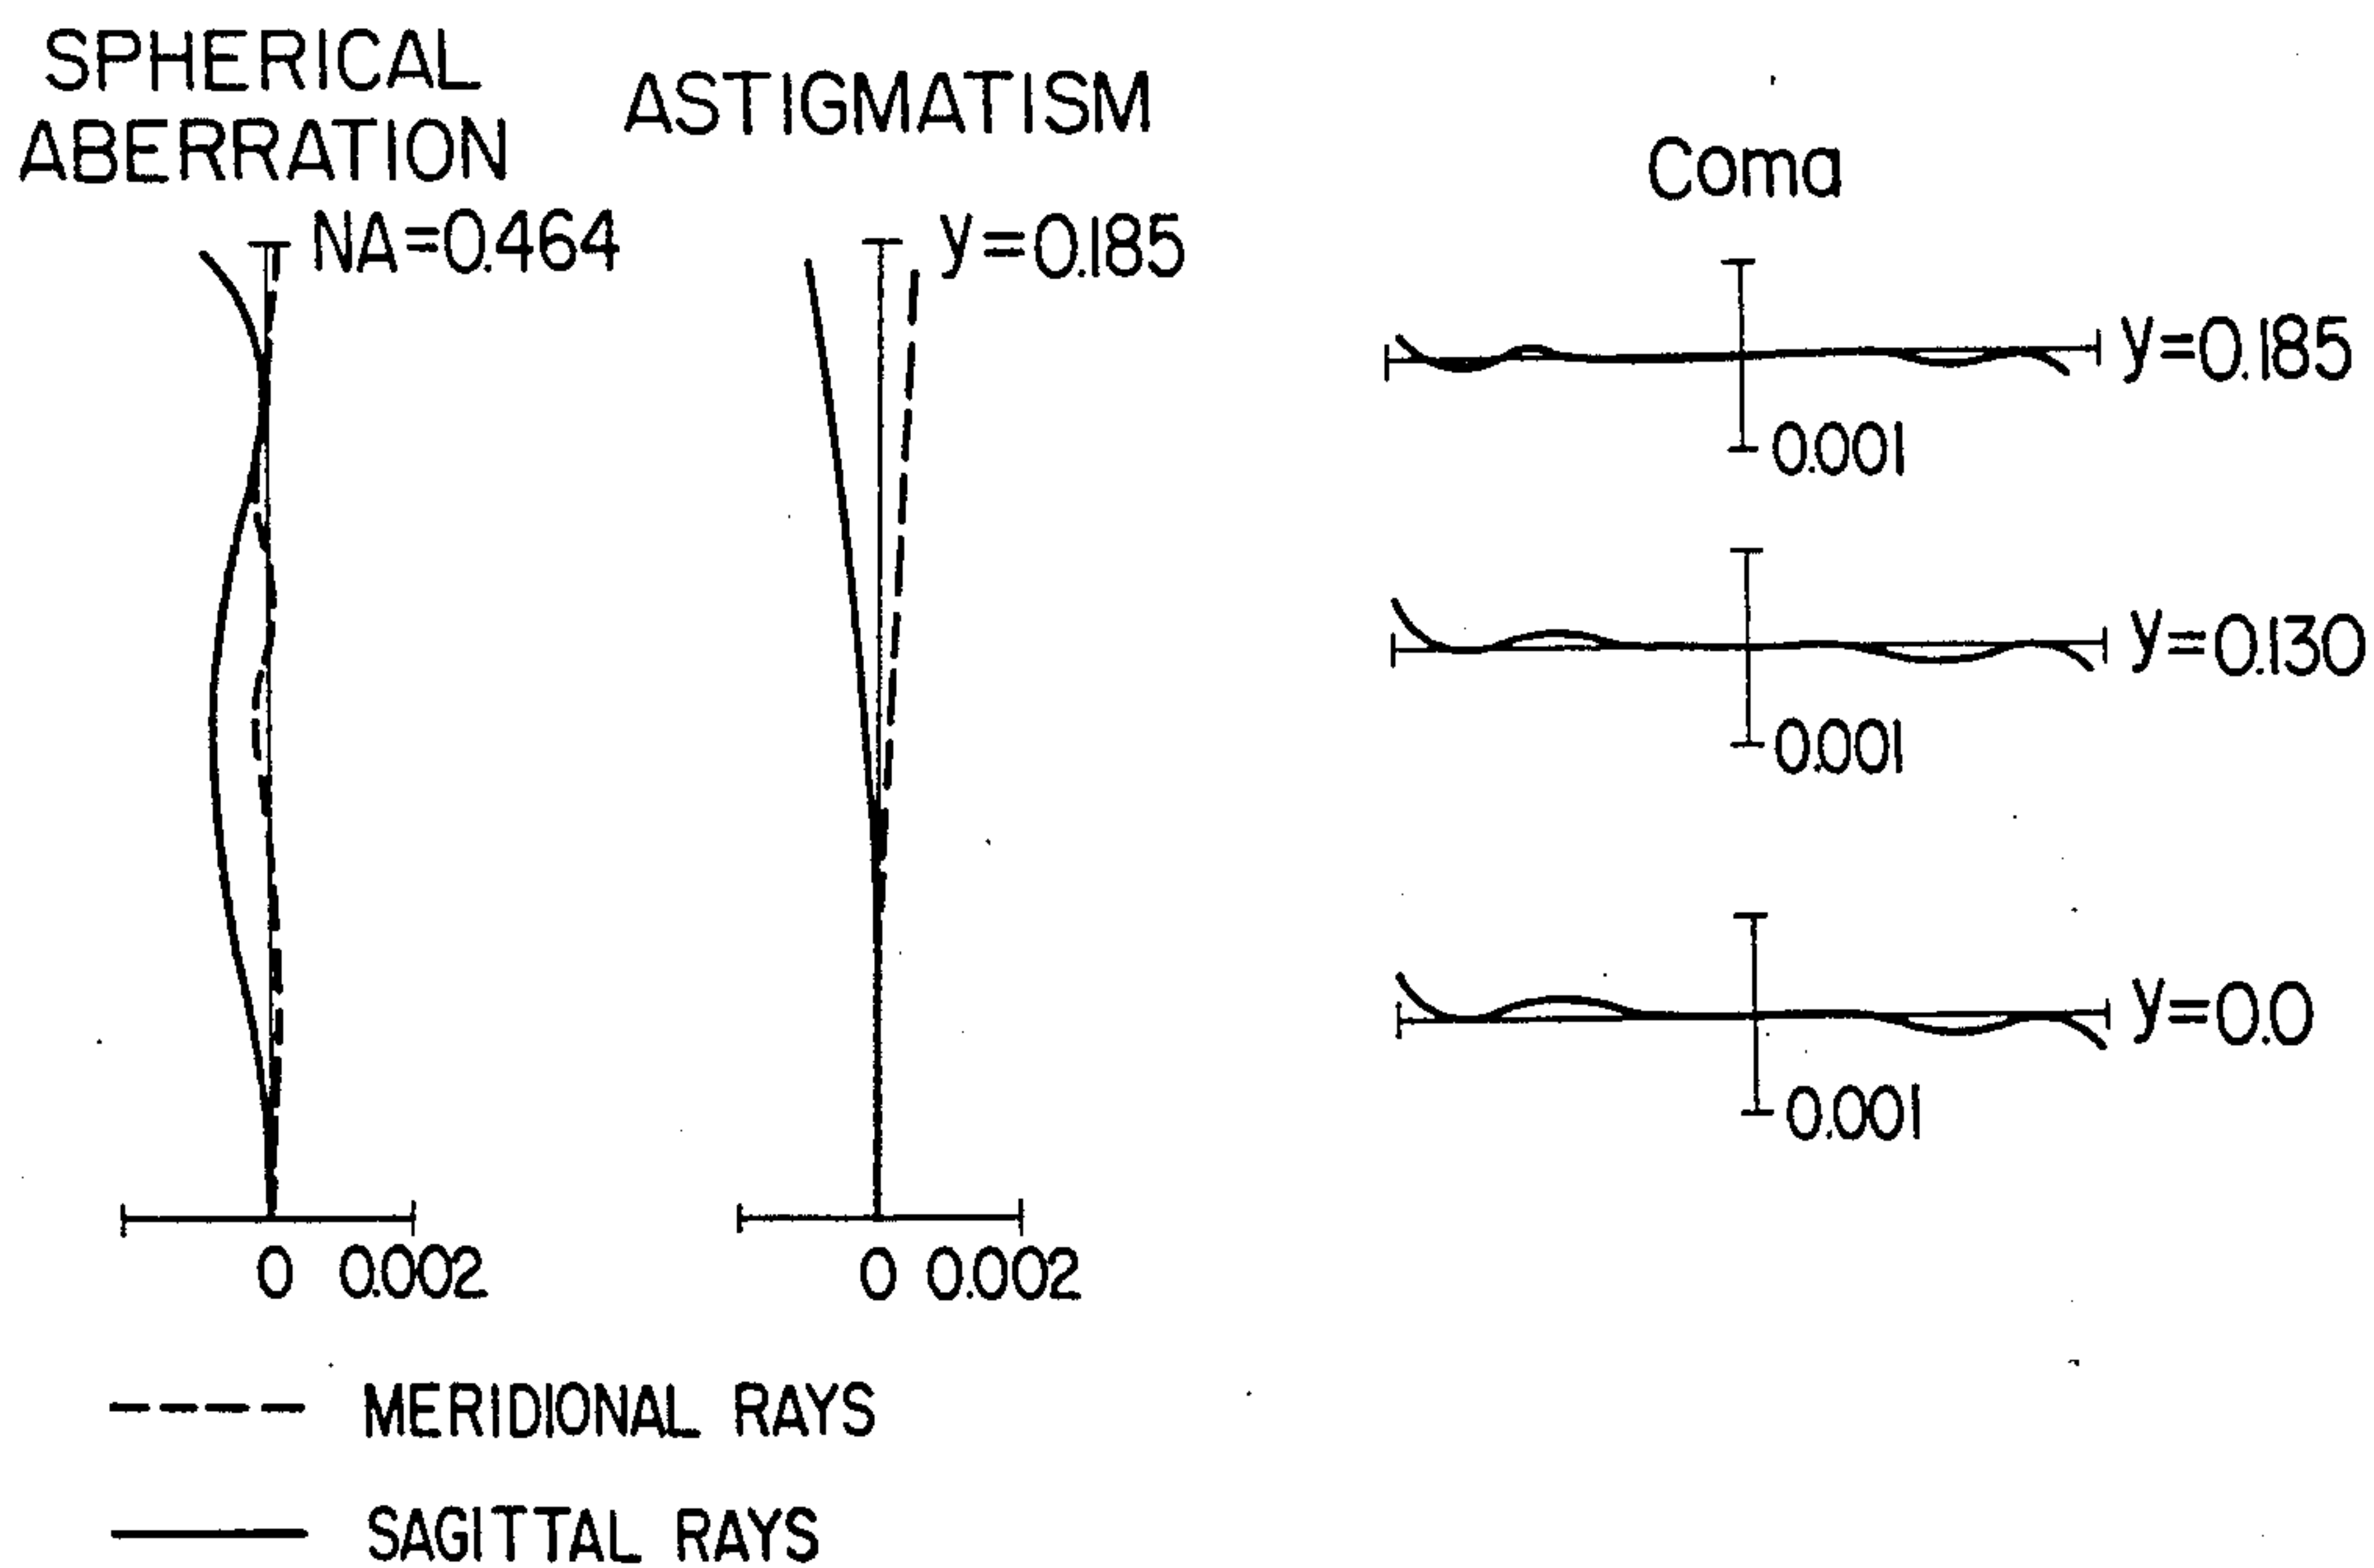 SPHERICAL
ABERRATION
NA=0.464
0 0.002
ASTIGMATISM
y=0.185
0 0.002
Coma
y=0.185
0.001
y=0.130
0.001
y=0.0
0.001
MERIDIONAL RAYS
SAGITTAL RAYS